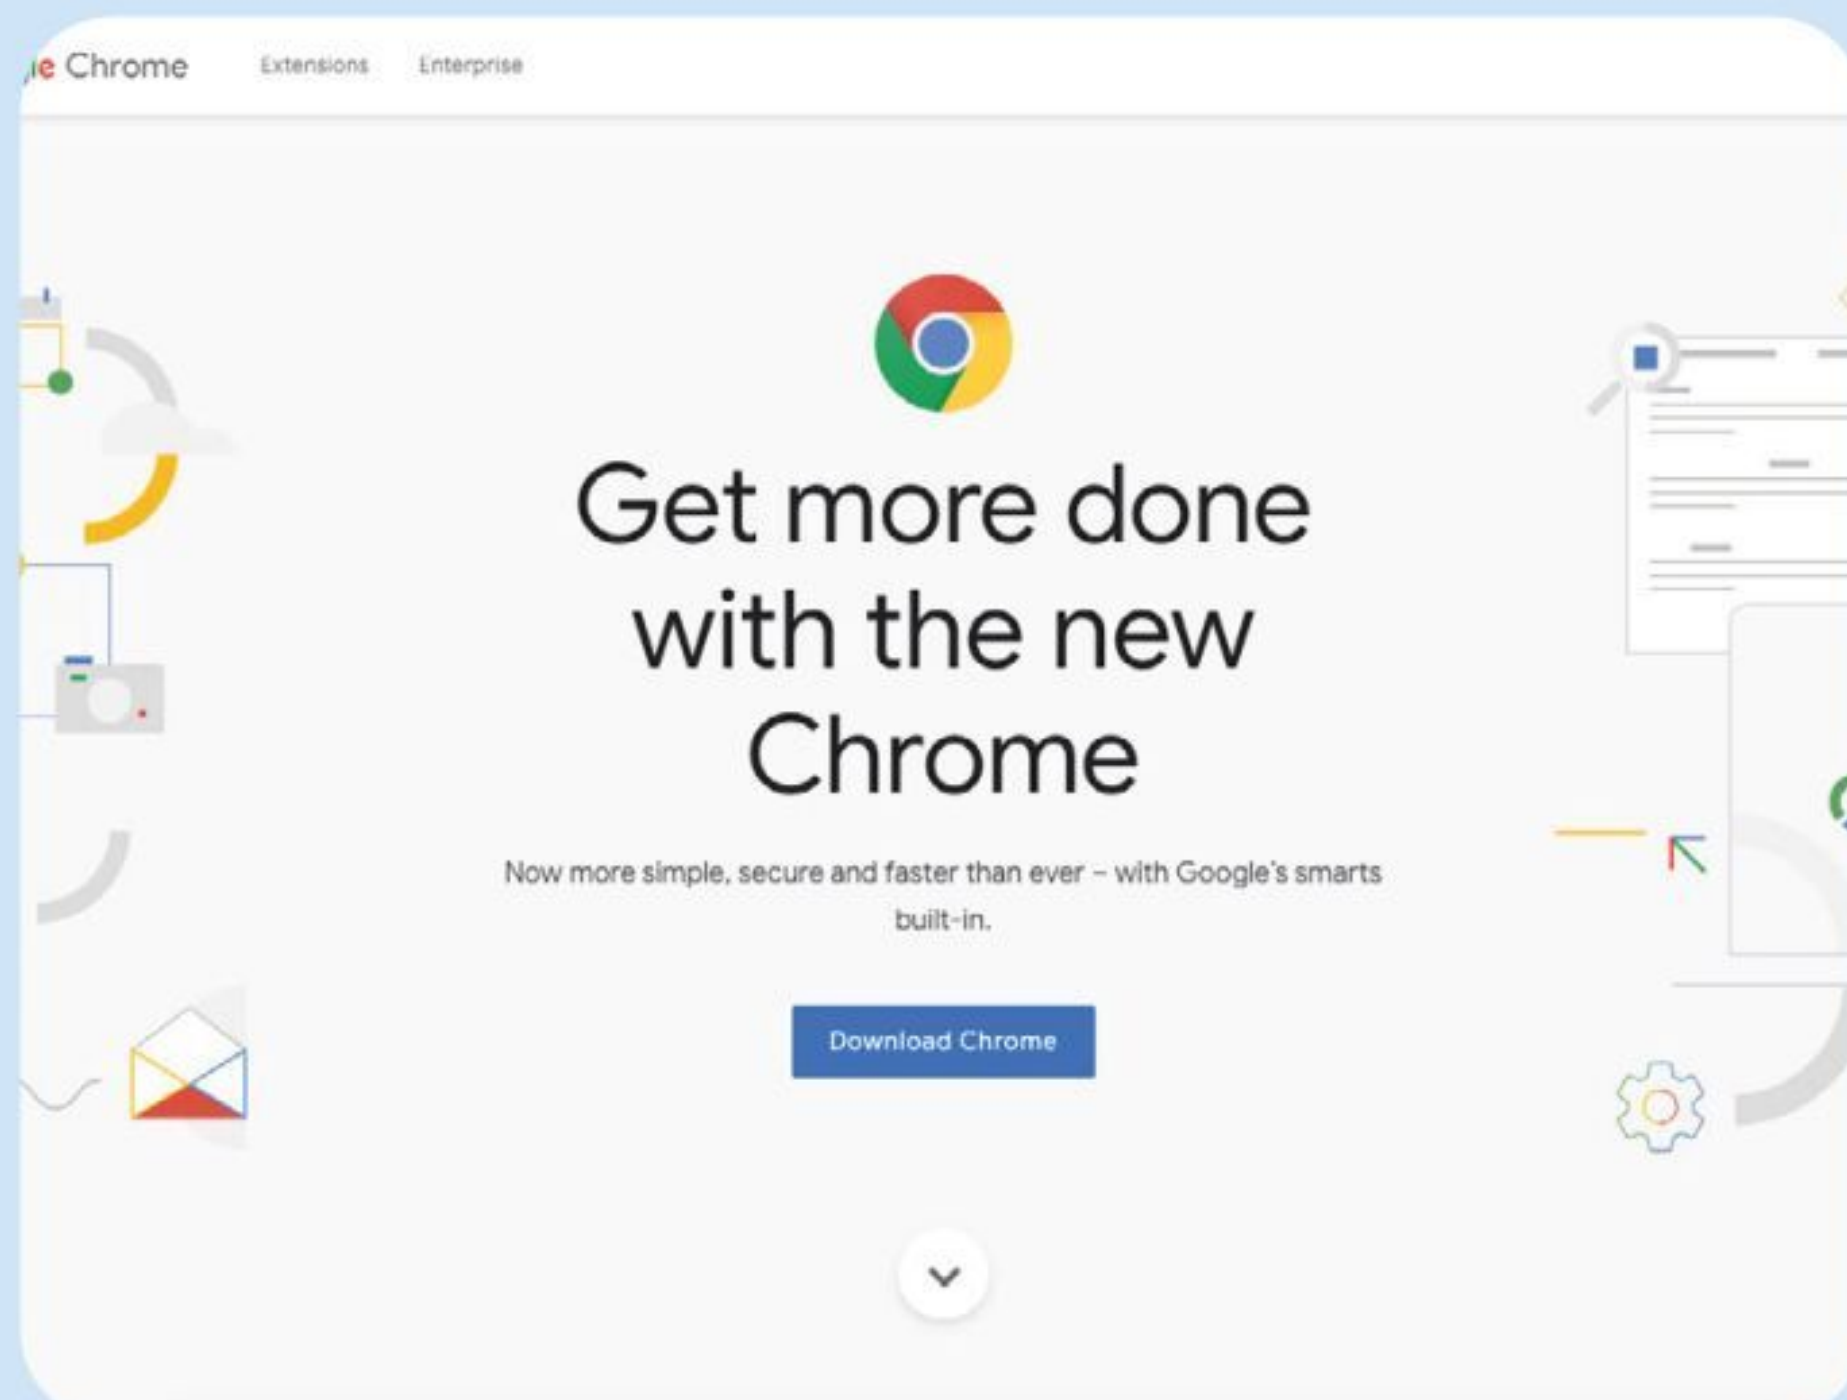 le Chrome Extensions Enterprise
Get more done
with the new
Chrome
Now more simple, secure and faster than ever – with Google's smarts
built-in.
Download Chrome